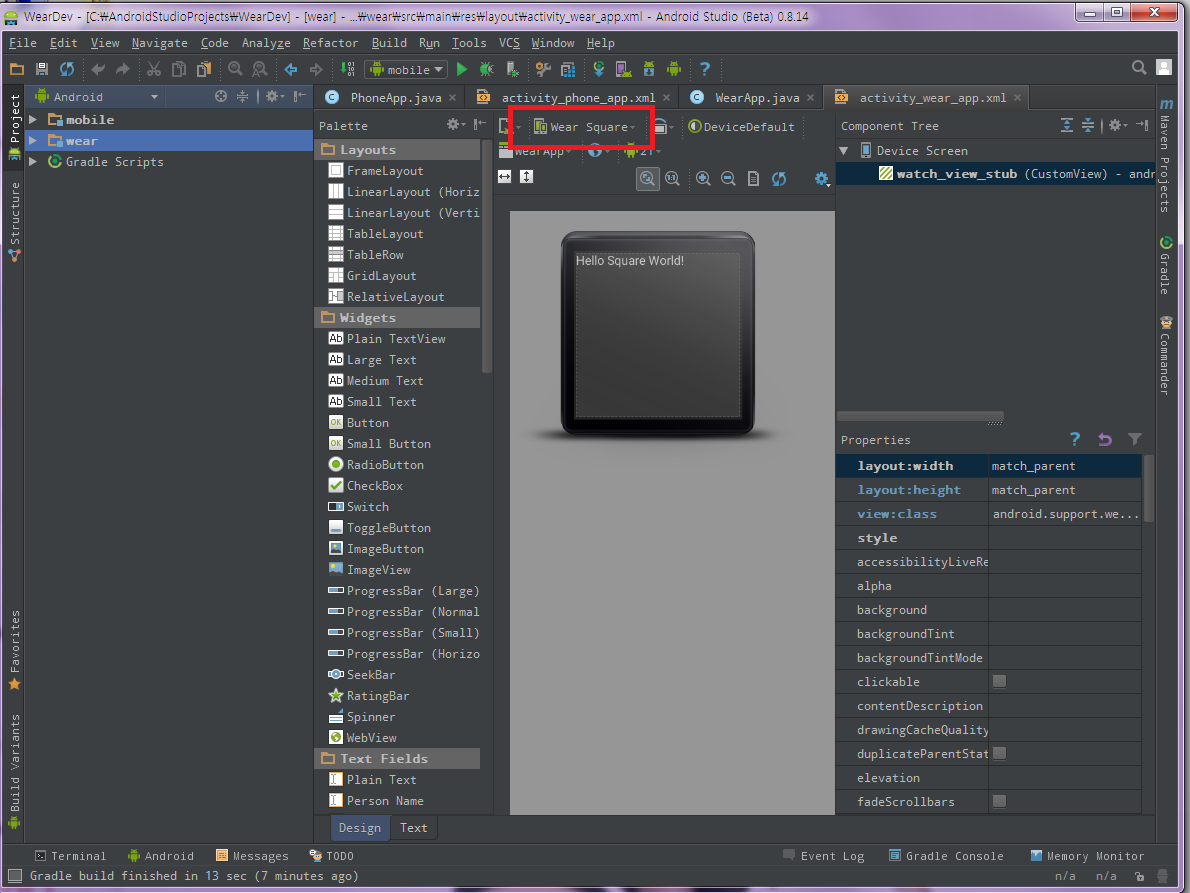 WearDev - [C:￦AndroidStudioProjects￦WearDev] - [wear] - ...￦wear￦src￦main￦res￦layout￦activity_wear_app.xml - Android Studio (Beta) 0.8.14
File Edit View Navigate Code Analyze Refactor Build Run Tools VCS Window Help
mobile
Android
PhoneApp.java
activity_phone_app.xml
WearApp.java
activity_wear_app.xml
Project
Structure
Favorites
Build Variants
mobile
wear
Gradle Scripts
Palette
Layouts
FrameLayout
LinearLayout (Horiz
LinearLayout (Verti
TableLayout
TableRow
GridLayout
RelativeLayout
Widgets
Plain TextView
Large Text
Medium Text
Small Text
Button
Small Button
RadioButton
CheckBox
Switch
ToggleButton
ImageButton
ImageView
ProgressBar (Large)
ProgressBar (Normal
ProgressBar (Small)
ProgressBar (Horizo
SeekBar
RatingBar
Spinner
WebView
Text Fields
Plain Text
Person Name
Design Text
Wear Square
DeviceDefault
WearApp
21
Hello Square World!
Component Tree
Device Screen
watch_view_stub (CustomView) - andr
Properties
layout:width match_parent
layout:height match_parent
view:class android.support.we...
style
accessibilityLiveRe
alpha
background
backgroundTint
backgroundTintMode
clickable
contentDescription
drawingCacheQuality
duplicateParentStat
elevation
fadeScrollbars
Maven Projects
Gradle
Commander
Terminal Android Messages TODO Event Log Gradle Console Memory Monitor
Gradle build finished in 13 sec (7 minutes ago) n/a n/a